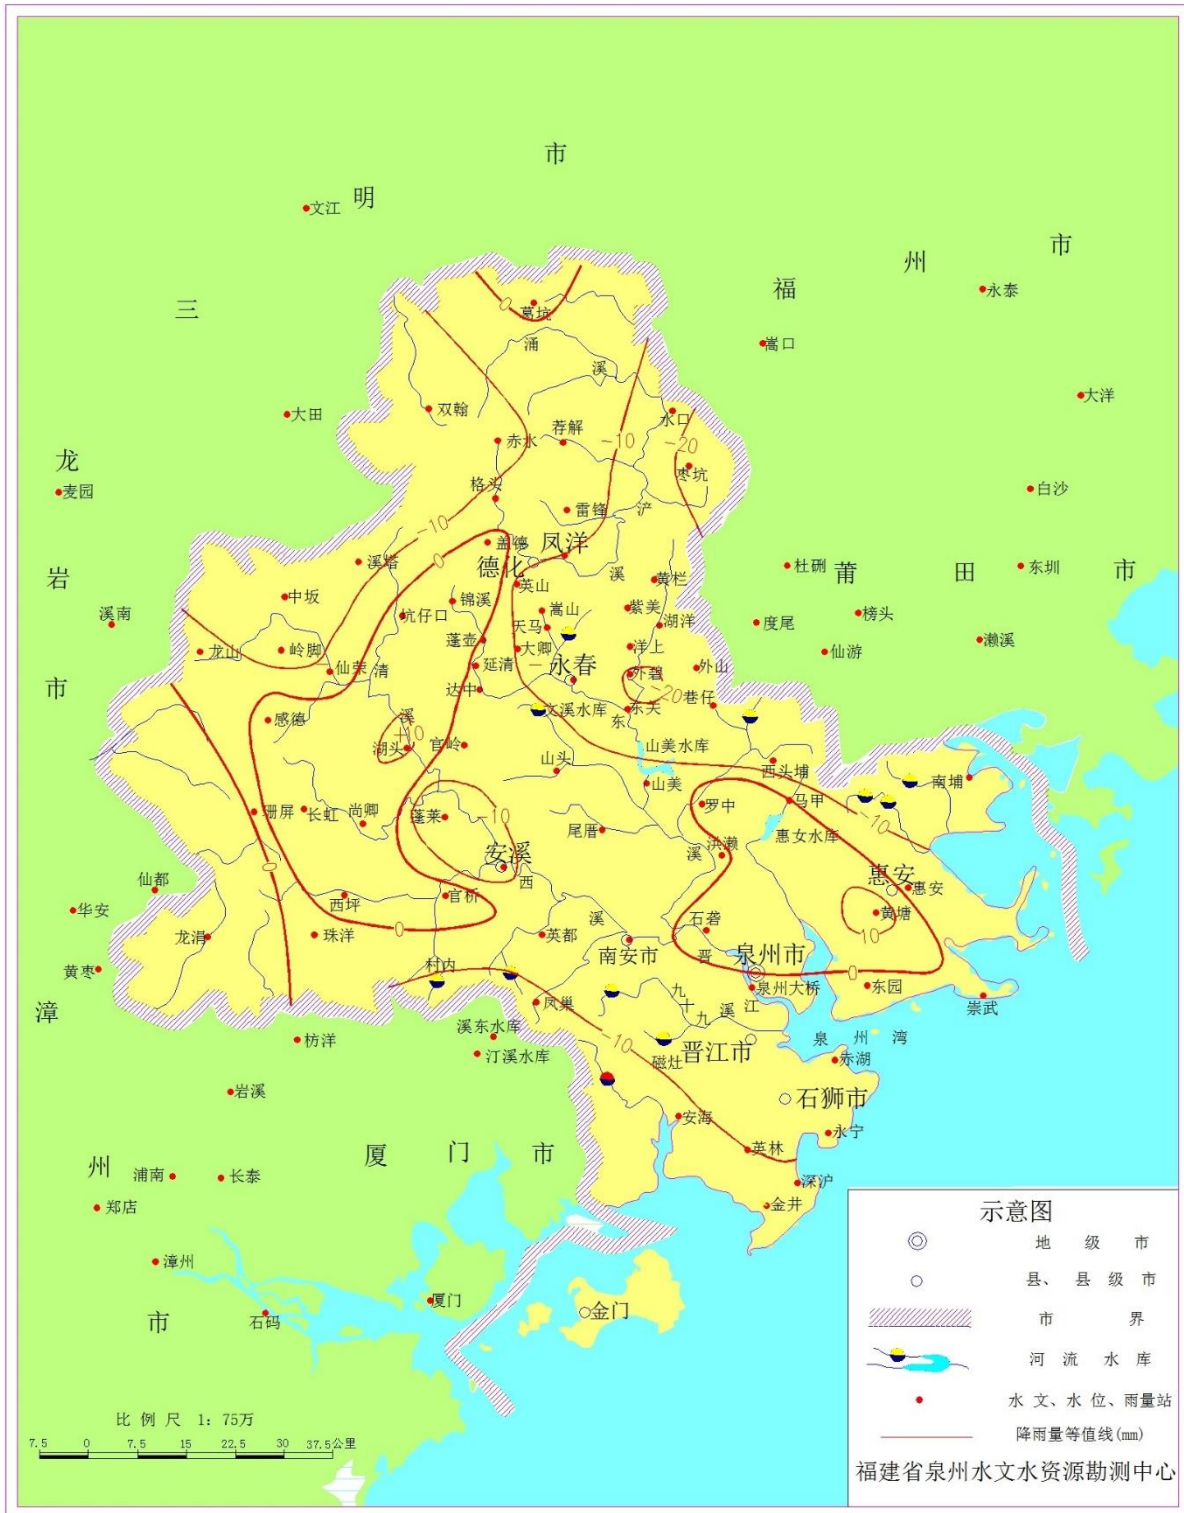 市
明
文江
市
州
福
永泰
三
0
葛坑
嵩口
涌
溪
大洋
双翰
大田
水口
-10
荐解
赤水
-20
龙
枣坑
麦园
格头
白沙
雷锋
浐
-10
盖德
凤洋
0
溪塔
德化
溪
杜硎
莆
田
东圳
市
岩
英山
黄栏
中坂
锦溪
坑仔口
嵩山
紫美
溪南
榜头
天马
湖洋
度尾
蓬壶
大卿
洋上
濑溪
龙山
岭脚
仙游
仙荣
清
延清
永春
外碧
外山
市
达中
-20
巷仔
感德
溪
文溪水库
东关
东
+10
湖头
官岭
山美水库
山头
西头埔
南埔
山美
罗中
马甲
珊屏
长虹
尚卿
蓬莱
-10
-10
尾厝
惠女水库
洪濑
溪
安溪
0
惠安
惠安
仙都
西
西坪
官桥
华安
黄塘
溪
石砻
10
龙涓
珠洋
0
英都
南安市
晋
泉州市
黄枣
村内
0
泉州大桥
东园
九
十
九
溪
江
凤巢
崇武
漳
溪东水库
枋洋
-10
泉州湾
汀溪水库
磁灶
晋江市
赤湖
岩溪
石狮市
安海
永宁
厦
门
市
英林
州
浦南
长泰
深沪
郑店
金井
漳州
厦门
金门
石码
市
示意图
地级市
县、县级市
市界
河流水库
水文、水位、雨量站
降雨量等值线(mm)
福建省泉州水文水资源勘测中心
比例尺 1:75万
7.5 0 7.5 15 22.5 30 37.5公里